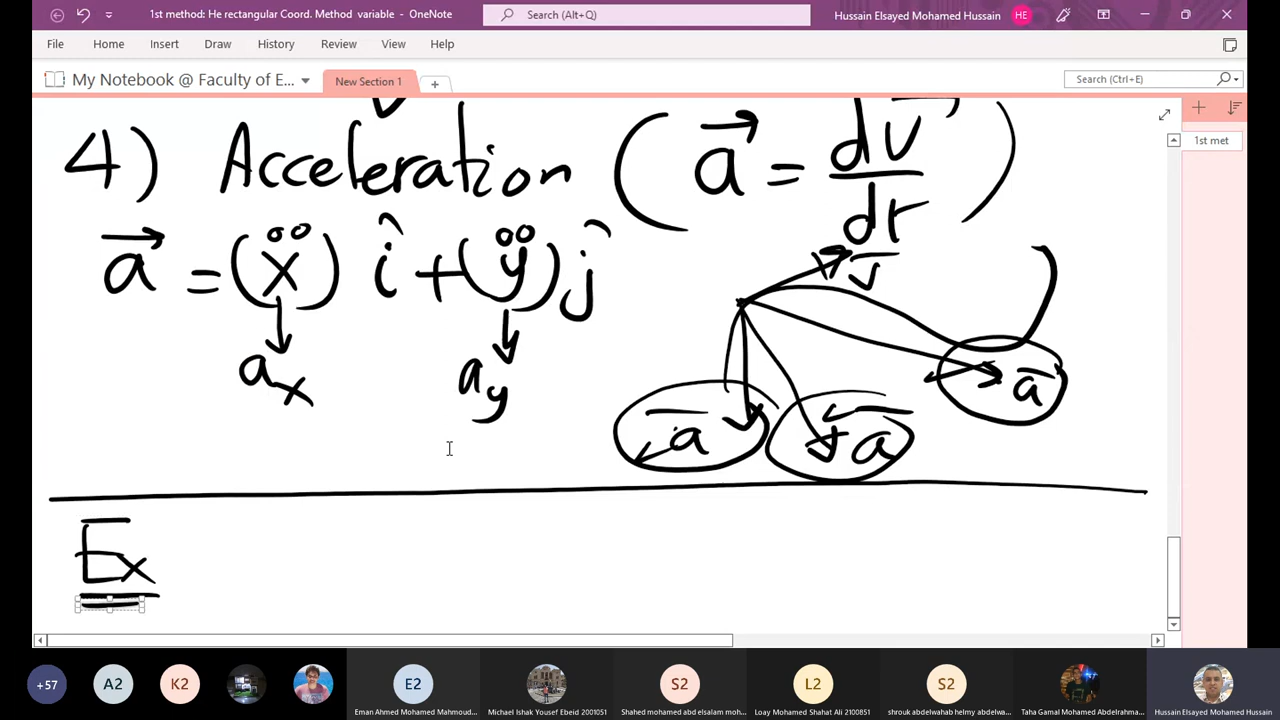 1st method: He rectangular Coord. Method variable - OneNote
Search (Alt+Q)
Hussain Elsayed Mohamed Hussain
HE
File Home Insert Draw History Review View Help
My Notebook @ Faculty of E...
New Section 1
+
Search (Ctrl+E)
1st met
4) Acceleration ( a⃗ = dv⃗/dt )
a⃗ = (ẍ) î + (ÿ) ĵ
ax ay
v̅
a̅
a̅ a̅
Ex
+57 A2 K2 E2 S2 L2 S2
Eman Ahmed Mohamed Mahmoud... Michael Ishak Yousef Ebeid 2001051 Shahed mohamed abd elsalam moh... Loay Mohamed Shahat Ali 2100851 shrouk abdelwahab helmy abdelwa... Taha Gamal Mohamed Abdelrahma... Hussain Elsayed Mohamed Hussain